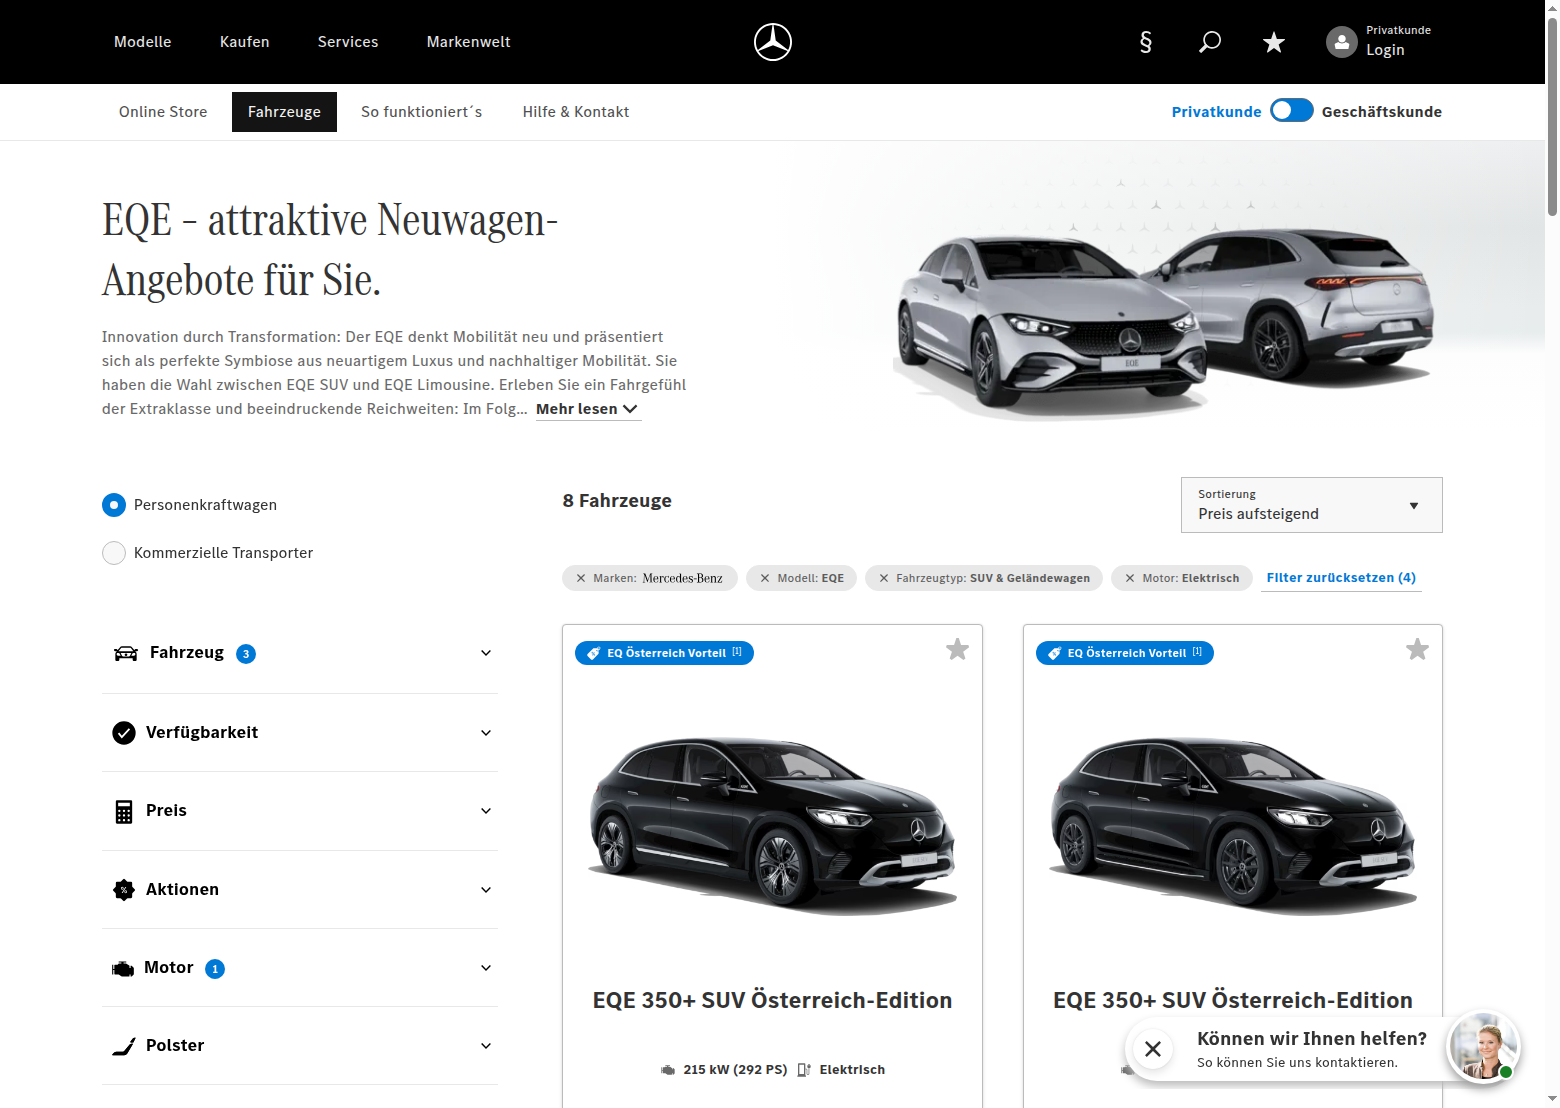 Modelle Kaufen Services Markenwelt § Privatkunde
Login
Online Store Fahrzeuge So funktioniert´s Hilfe & Kontakt Privatkunde Geschäftskunde
EQE - attraktive Neuwagen-
Angebote für Sie.
Innovation durch Transformation: Der EQE denkt Mobilität neu und präsentiert
sich als perfekte Symbiose aus neuartigem Luxus und nachhaltiger Mobilität. Sie
haben die Wahl zwischen EQE SUV und EQE Limousine. Erleben Sie ein Fahrgefühl
der Extraklasse und beeindruckende Reichweiten: Im Folg... Mehr lesen
EQE
Personenkraftwagen
Kommerzielle Transporter
Fahrzeug 3
Verfügbarkeit
Preis
Aktionen
Motor 1
Polster
8 Fahrzeuge
Sortierung
Preis aufsteigend
Marken: Mercedes-Benz Modell: EQE Fahrzeugtyp: SUV & Geländewagen Motor: Elektrisch Filter zurücksetzen (4)
EQ Österreich Vorteil [1]
EQE 350+ SUV Österreich-Edition
215 kW (292 PS) Elektrisch
EQ Österreich Vorteil [1]
EQE 350+ SUV Österreich-Edition
Können wir Ihnen helfen?
So können Sie uns kontaktieren.